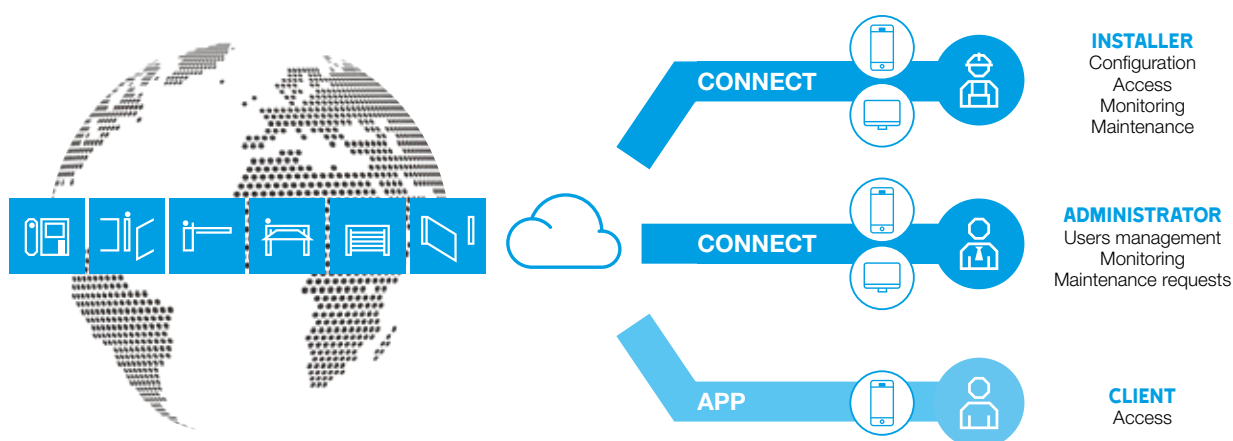 CONNECT
INSTALLER
Configuration
Access
Monitoring
Maintenance
CONNECT
ADMINISTRATOR
Users management
Monitoring
Maintenance requests
APP
CLIENT
Access